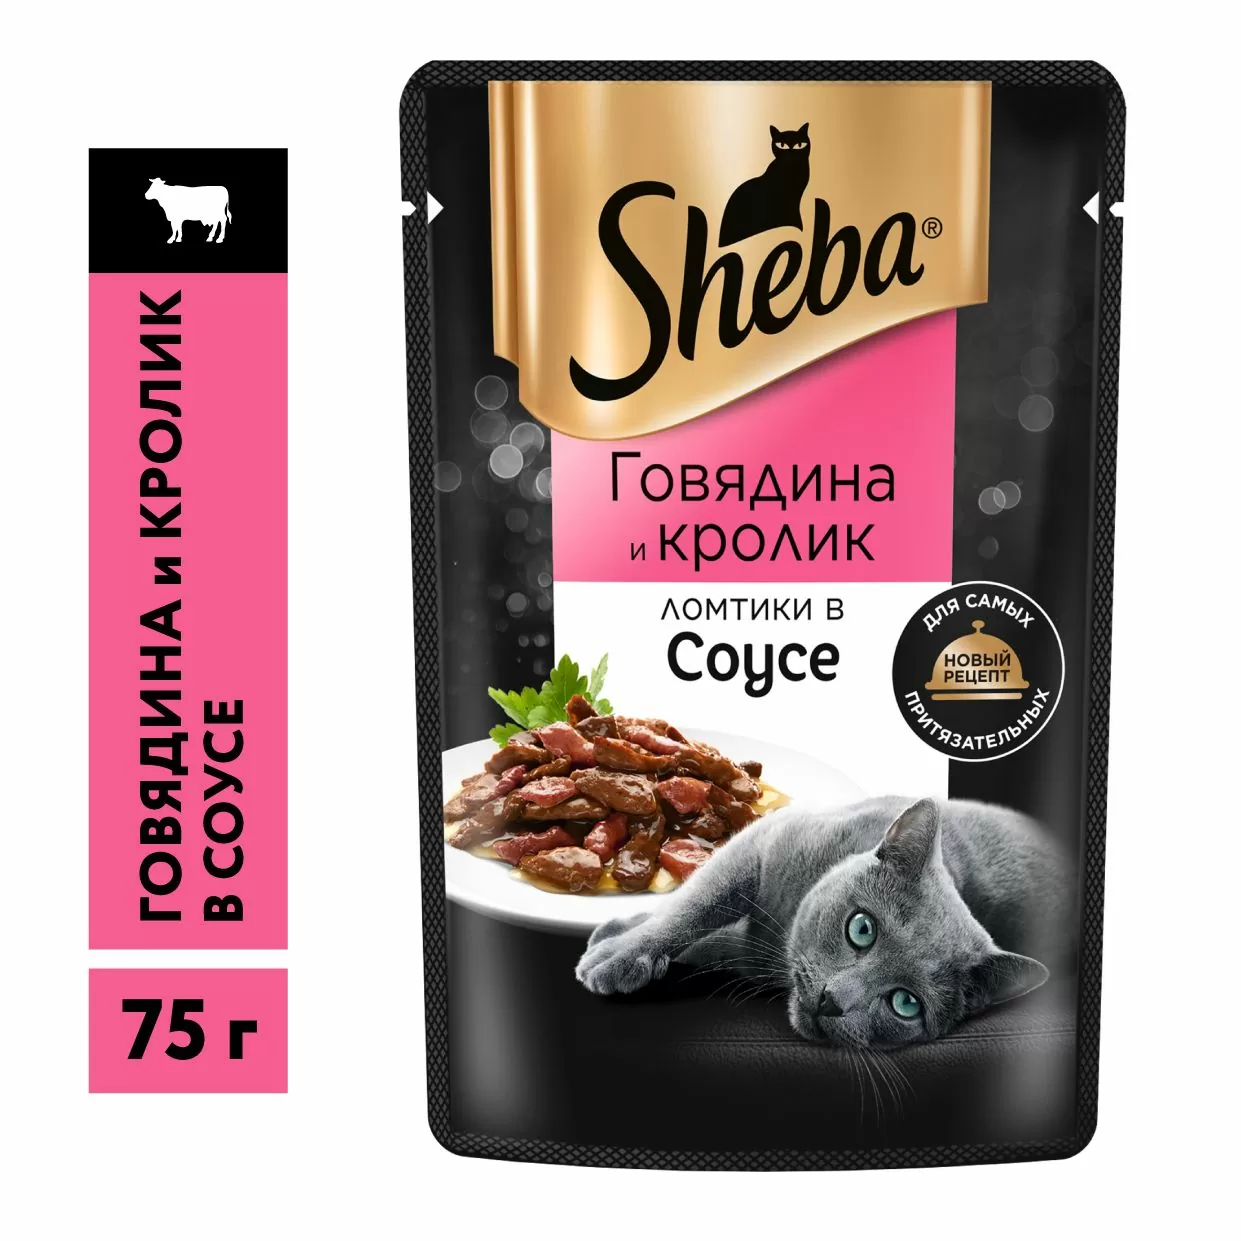 ГОВЯДИНА и КРОЛИК
В СОУСЕ
75 г
Sheba®
Говядина
и кролик
ломтики в
Соусе
ДЛЯ САМЫХ
НОВЫЙ
РЕЦЕПТ
ПРИТЯЗАТЕЛЬНЫХ